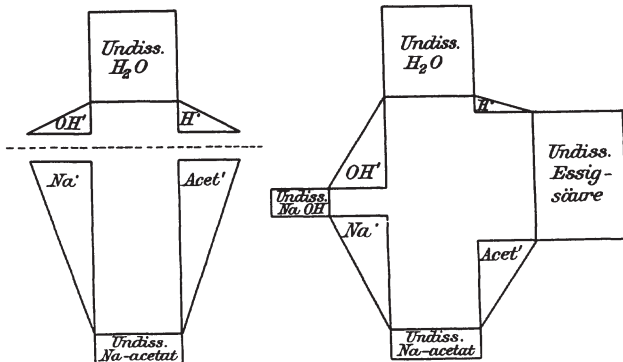 Undiss.
H₂O
OH′
H·
Na·
Acet′
Undiss.
Na-acetat
Undiss.
H₂O
H·
OH′
Undiss.
Essig-
säure
Undiss.
Na OH
Na·
Acet′
Undiss.
Na-acetat